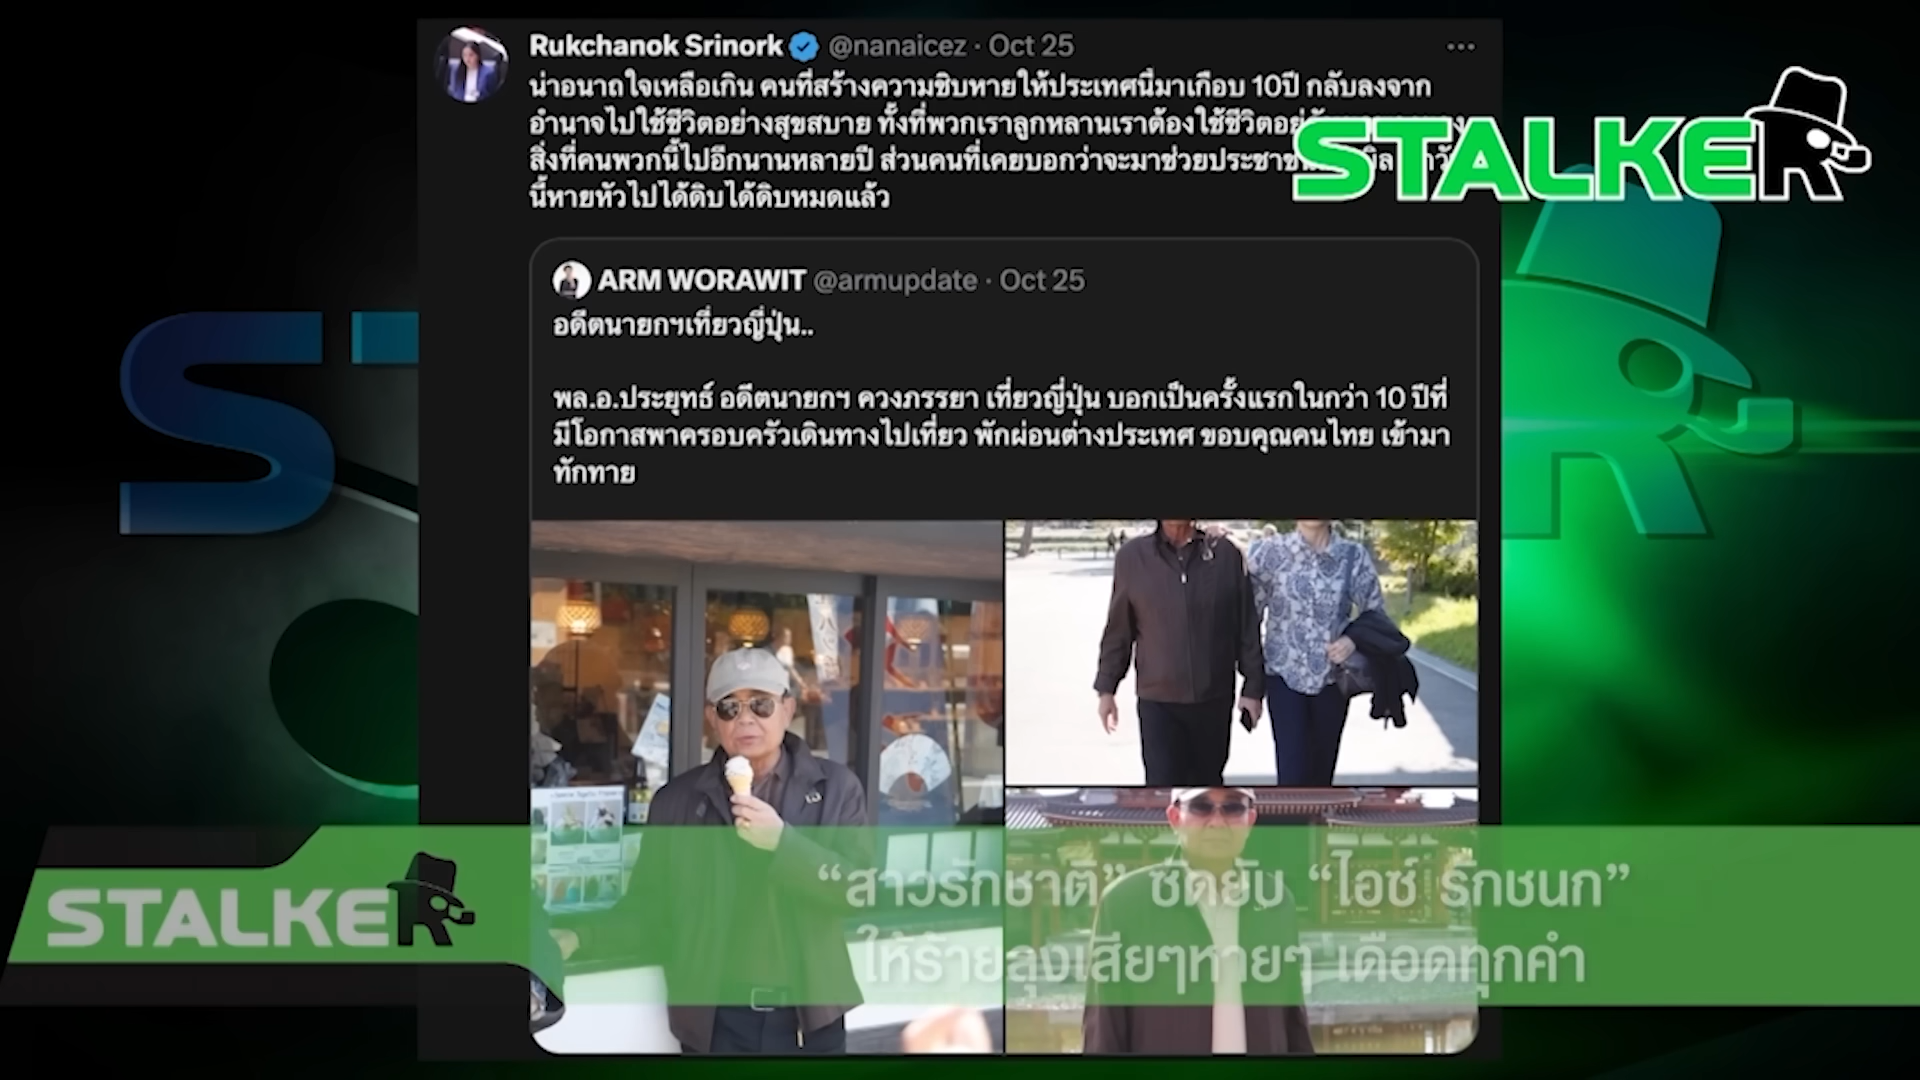 Rukchanok Srinork @nanaicez · Oct 25
น่าอนาถใจเหลือเกิน คนที่สร้างความชิบหายให้ประเทศนี้มาเกือบ 10ปี กลับลงจาก
อำนาจไปใช้ชีวิตอย่างสุขสบาย ทั้งที่พวกเราลูกหลานเราต้องใช้ชีวิต
สิ่งที่คนพวกนี้ไปอีกนานหลายปี ส่วนคนที่เคยบอกว่าจะมาช่วย
นี้หายหัวไปได้ดิบได้ดิบหมดแล้ว
STALKER
ARM WORAWIT @armupdate · Oct 25
อดีตนายกฯเที่ยวญี่ปุ่น..
พล.อ.ประยุทธ์ อดีตนายกฯ ควงภรรยา เที่ยวญี่ปุ่น บอกเป็นครั้งแรกในกว่า 10 ปีที่
มีโอกาสพาครอบครัวเดินทางไปเที่ยว พักผ่อนต่างประเทศ ขอบคุณคนไทย เข้ามา
ทักทาย
STALKER
“สาวรักชาติ” ซัดยับ “ไอซ์ รักชนก”
ให้ร้ายลุงเสียๆหายๆ เดือดทุกคำ